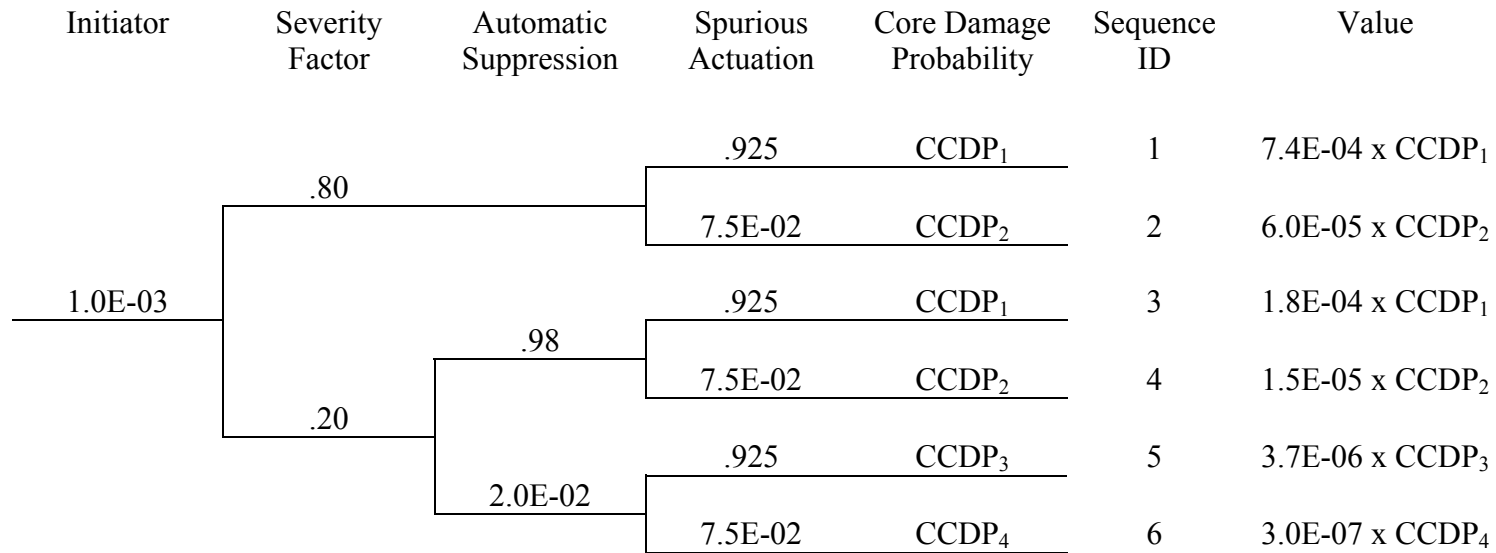 Initiator Severity Factor Automatic Suppression Spurious Actuation Core Damage Probability Sequence ID Value
.925 CCDP₁ 1 7.4E-04 x CCDP₁
.80
7.5E-02 CCDP₂ 2 6.0E-05 x CCDP₂
1.0E-03 .925 CCDP₁ 3 1.8E-04 x CCDP₁
.98
7.5E-02 CCDP₂ 4 1.5E-05 x CCDP₂
.20
.925 CCDP₃ 5 3.7E-06 x CCDP₃
2.0E-02
7.5E-02 CCDP₄ 6 3.0E-07 x CCDP₄